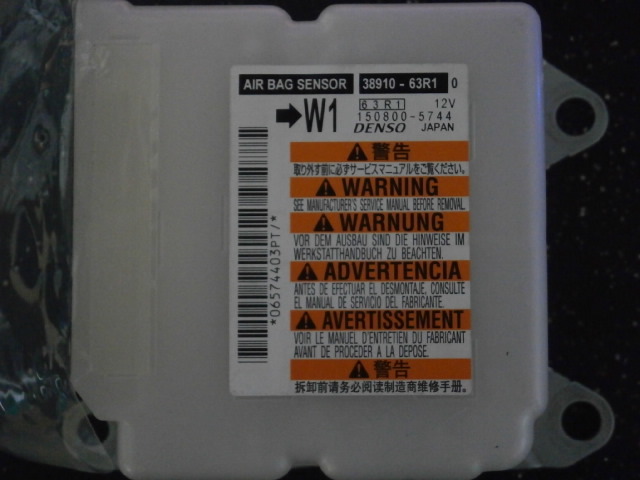 AIR BAG SENSOR 38910 - 63R1 0
➡W1 63R1 12V
150800-5744
DENSO JAPAN
警告
取り外す前に必ずサービスマニュアルをご覧ください。
WARNING
SEE MANUFACTURER'S SERVICE MANUAL BEFORE REMOVAL.
WARNUNG
VOR DEM AUSBAU SIND DIE HINWEISE IM
WERKSTATTHANDBUCH ZU BEACHTEN.
ADVERTENCIA
ANTES DE EFECTUAR EL DESMONTAJE, CONSULTE
EL MANUAL DE SERVICIO DEL FABRICANTE.
AVERTISSEMENT
VOIR LE MANUEL D'ENTRETIEN DU FABRICANT
AVANT DE PROCEDER A LA DEPOSE.
警告
拆卸前请务必阅读制造商维修手册.
*06574403PT/*